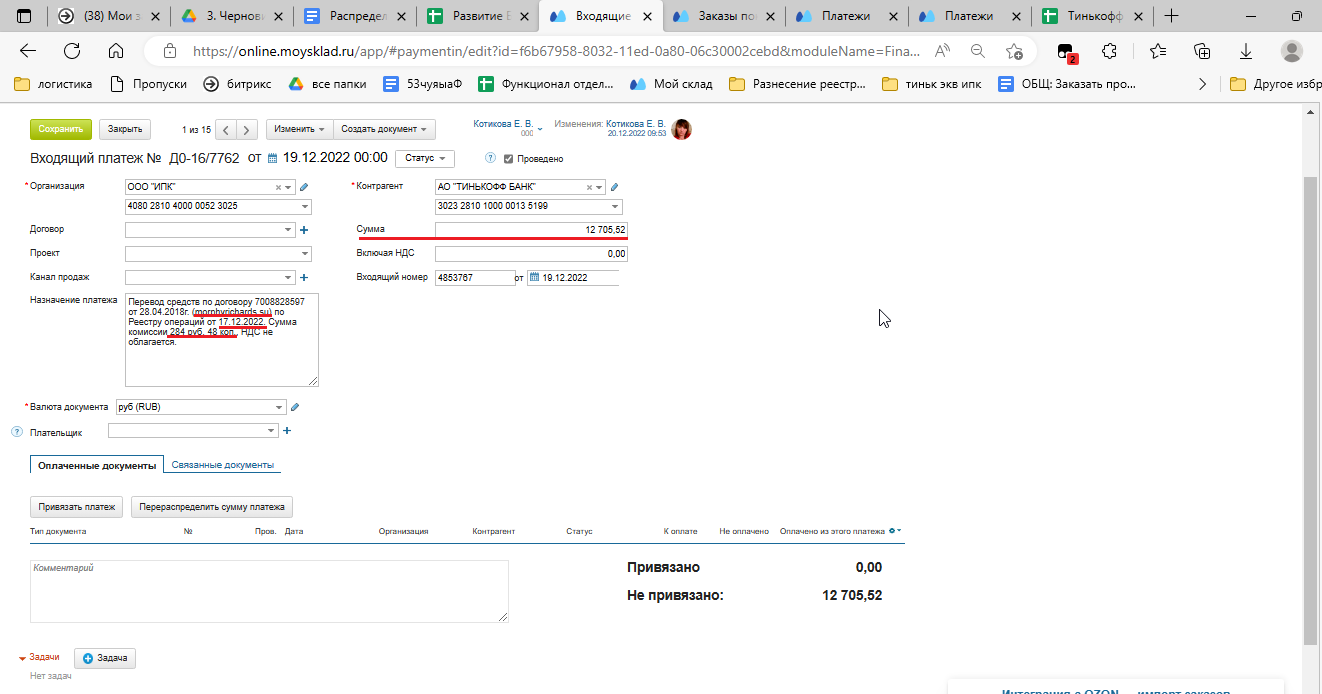 (38) Мои з
3. Чернови
Распредел
Развитие Е
Входящие
Заказы по
Платежи
Платежи
Тинькофф
https://online.moysklad.ru/app/#paymentin/edit?id=f6b67958-8032-11ed-0a80-06c30002cebd&moduleName=Fina...
2
логистика
Пропуски
битрикс
все папки
53чуяыаФ
Функционал отдел...
Мой склад
Разнесение реестр...
тиньк экв ипк
ОБЩ: Заказать про...
Другое избр
Сохранить
Закрыть
1 из 15
Изменить
Создать документ
Котикова Е. В.
000
Изменения: Котикова Е. В.
20.12.2022 09:53
Входящий платеж № Д0-16/7762 от 19.12.2022 00:00
Статус
Проведено
* Организация ООО "ИПК"
* Контрагент АО "ТИНЬКОФФ БАНК"
4080 2810 4000 0052 3025
3023 2810 1000 0013 5199
Договор
Сумма 12 705,52
Проект
Включая НДС 0,00
Канал продаж
Входящий номер 4853767 от 19.12.2022
Назначение платежа
Перевод средств по договору 7008828597
от 28.04.2018г. (morphyrichards.su) по
Реестру операций от 17.12.2022. Сумма
комиссии 284 руб. 48 коп., НДС не
облагается.
* Валюта документа руб (RUB)
Плательщик
Оплаченные документы
Связанные документы
Привязать платеж
Перераспределить сумму платежа
Тип документа № Пров. Дата Организация Контрагент Статус К оплате Не оплачено Оплачено из этого платежа
Комментарий
Привязано 0,00
Не привязано: 12 705,52
Задачи
Задача
Нет задач
Интеграция с OZON — импорт заказов